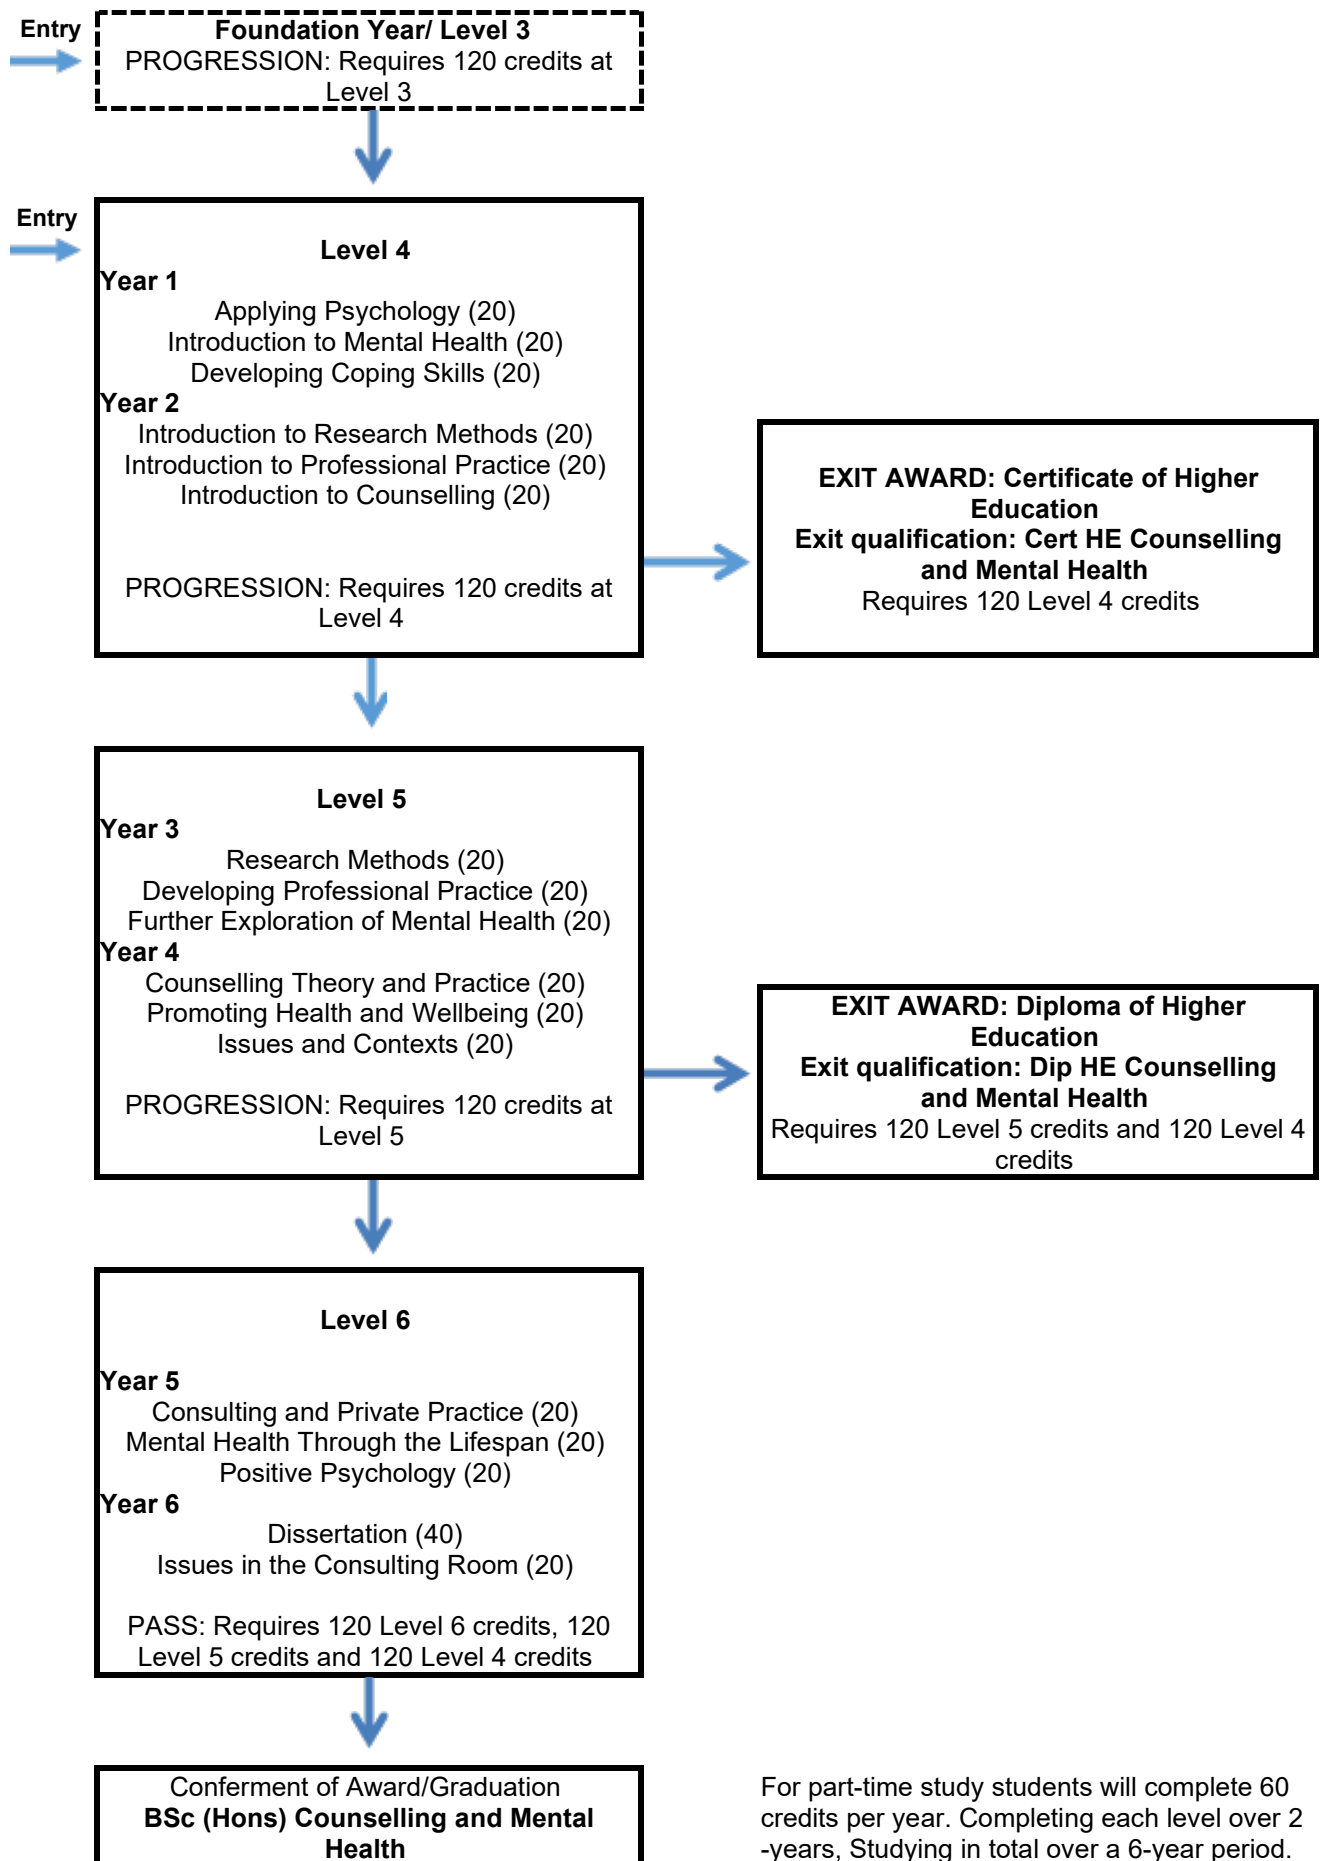 Entry
Foundation Year/ Level 3
PROGRESSION: Requires 120 credits at
Level 3
Entry
Level 4
Year 1
Applying Psychology (20)
Introduction to Mental Health (20)
Developing Coping Skills (20)
Year 2
Introduction to Research Methods (20)
Introduction to Professional Practice (20)
Introduction to Counselling (20)
PROGRESSION: Requires 120 credits at
Level 4
EXIT AWARD: Certificate of Higher
Education
Exit qualification: Cert HE Counselling
and Mental Health
Requires 120 Level 4 credits
Level 5
Year 3
Research Methods (20)
Developing Professional Practice (20)
Further Exploration of Mental Health (20)
Year 4
Counselling Theory and Practice (20)
Promoting Health and Wellbeing (20)
Issues and Contexts (20)
PROGRESSION: Requires 120 credits at
Level 5
EXIT AWARD: Diploma of Higher
Education
Exit qualification: Dip HE Counselling
and Mental Health
Requires 120 Level 5 credits and 120 Level 4
credits
Level 6
Year 5
Consulting and Private Practice (20)
Mental Health Through the Lifespan (20)
Positive Psychology (20)
Year 6
Dissertation (40)
Issues in the Consulting Room (20)
PASS: Requires 120 Level 6 credits, 120
Level 5 credits and 120 Level 4 credits
Conferment of Award/Graduation
BSc (Hons) Counselling and Mental
Health
For part-time study students will complete 60
credits per year. Completing each level over 2
-years, Studying in total over a 6-year period.